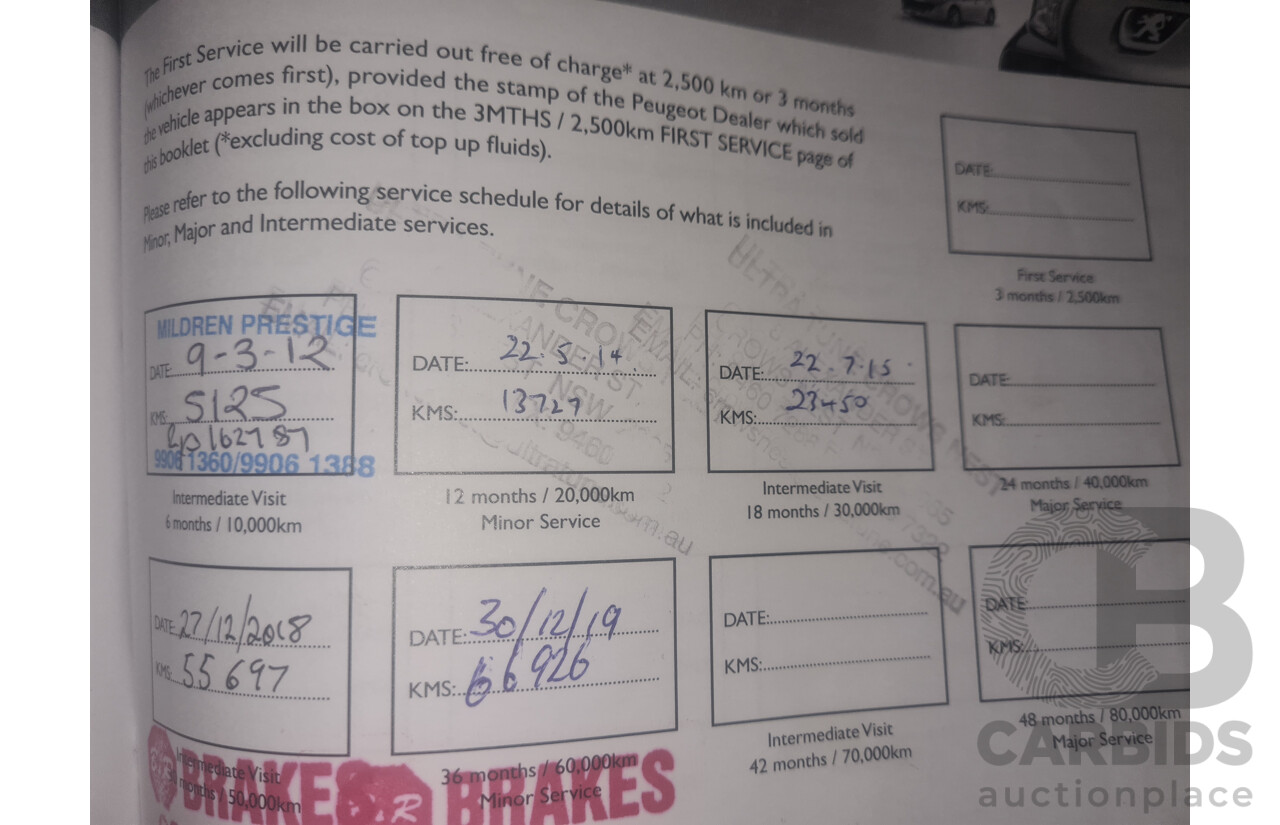 The First Service will be carried out free of charge* at 2,500 km or 3 months
(whichever comes first), provided the stamp of the Peugeot Dealer which sold
the vehicle appears in the box on the 3MTHS / 2,500km FIRST SERVICE page of
this booklet (*excluding cost of top up fluids).
Please refer to the following service schedule for details of what is included in
Minor, Major and Intermediate services.
DATE:
KMS:
First Service
3 months / 2,500km
MILDREN PRESTIGE
DATE: 9-3-12
KMS: 5125
162787
9906 1360/9906 1388
Intermediate Visit
6 months / 10,000km
DATE: 22.5.14
KMS: 13727
12 months / 20,000km
Minor Service
DATE: 22.7.15
KMS: 23450
Intermediate Visit
18 months / 30,000km
DATE:
KMS:
24 months / 40,000km
Major Service
DATE: 27/12/2018
KMS: 55697
Intermediate Visit
months / 50,000km
DATE: 30/12/19
KMS: 66926
36 months / 60,000km
Minor Service
DATE:
KMS:
Intermediate Visit
42 months / 70,000km
DATE:
KMS:
48 months / 80,000km
Major Service
BRAKE
R BRAKES
CARBIDS
auctionplace